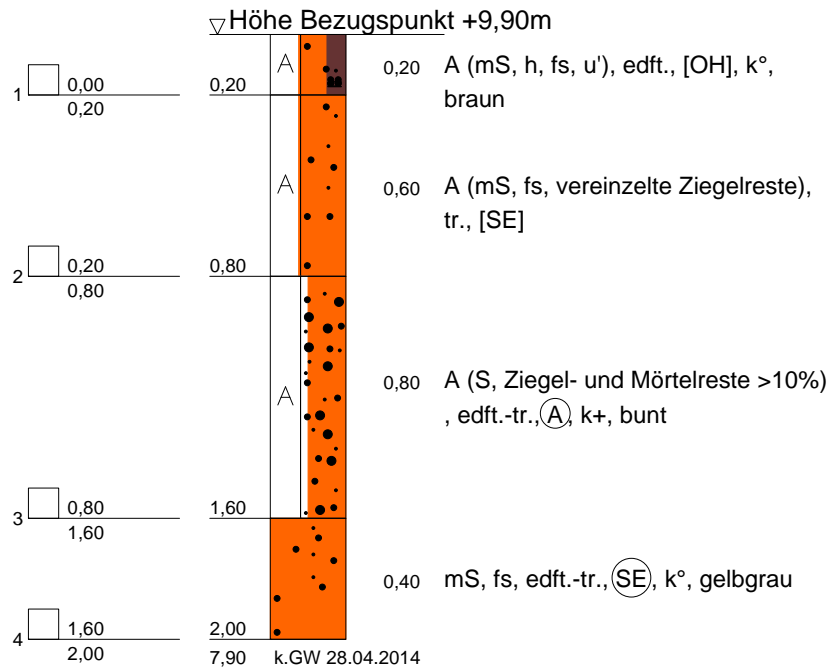 Höhe Bezugspunkt +9,90m
A
0,20 A (mS, h, fs, u'), edft., [OH], k°,
braun
1 0,00 0,20
0,20
A
0,60 A (mS, fs, vereinzelte Ziegelreste),
tr., [SE]
2 0,20 0,80
0,80
A
0,80 A (S, Ziegel- und Mörtelreste >10%)
, edft.-tr., A, k+, bunt
3 0,80 1,60
1,60
0,40 mS, fs, edft.-tr., SE, k°, gelbgrau
4 1,60 2,00
2,00 7,90 k.GW 28.04.2014